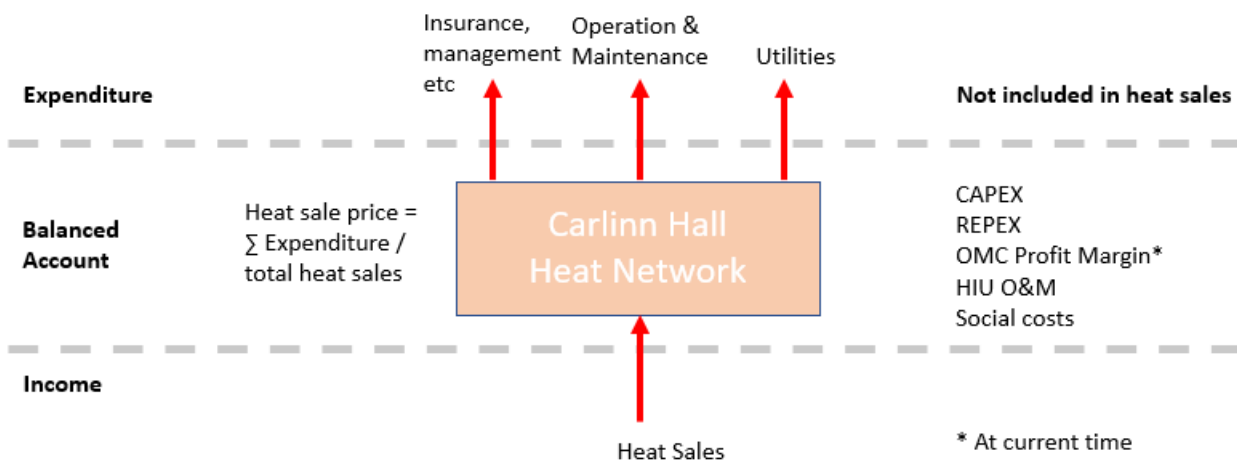 Insurance,
management
etc
Operation &
Maintenance
Utilities
Expenditure
Not included in heat sales
Balanced
Account
Heat sale price =
∑ Expenditure /
total heat sales
Carlinn Hall
Heat Network
CAPEX
REPEX
OMC Profit Margin*
HIU O&M
Social costs
Income
Heat Sales
* At current time